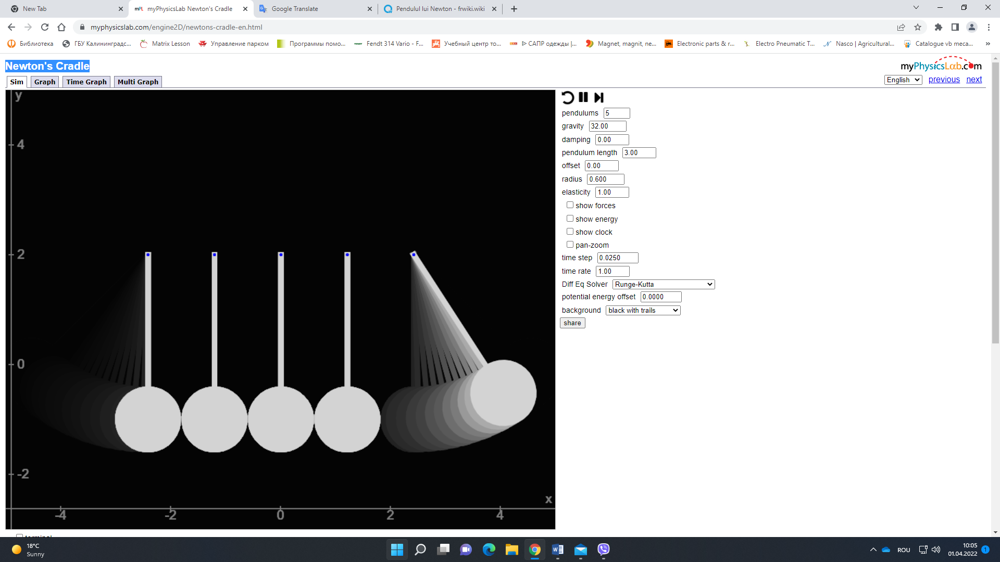 New Tab
myPhysicsLab Newton's Cradle
Google Translate
Pendulul lui Newton - frwiki.wiki
myphysicslab.com/engine2D/newtons-cradle-en.html
Библиотека
ГБУ Калининградс...
Matrix Lesson
Управление парком
Программы помо...
Fendt 314 Vario - F...
Учебный центр то...
ᐅ САПР одежды |...
Magnet, magnit, ne...
Electronic parts & r...
Electro Pneumatic T...
Nasco | Agricultural...
Catalogue vb meca...
»
Newton's Cradle
myPhysicsLab.com
Sim Graph Time Graph Multi Graph
English previous next
y
4
2
0
-2
x
-4 -2 0 2 4
pendulums 5
gravity 32.00
damping 0.00
pendulum length 3.00
offset 0.00
radius 0.600
elasticity 1.00
show forces
show energy
show clock
pan-zoom
time step 0.0250
time rate 1.00
Diff Eq Solver Runge-Kutta
potential energy offset 0.0000
background black with trails
share
18°C
Sunny
ROU
10:05
01.04.2022
1